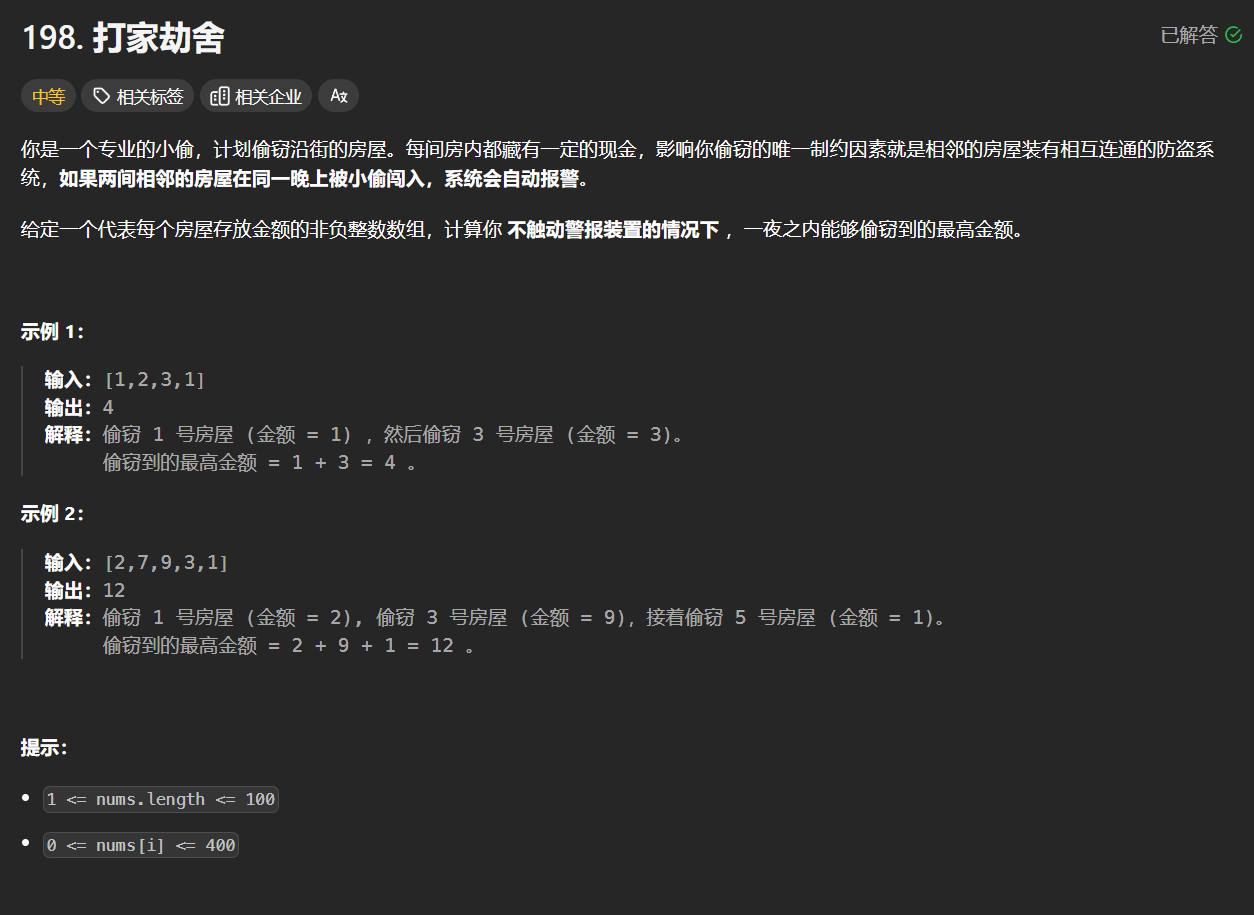 198. 打家劫舍
已解答
中等
相关标签
相关企业
Az
你是一个专业的小偷，计划偷窃沿街的房屋。每间房内都藏有一定的现金，影响你偷窃的唯一制约因素就是相邻的房屋装有相互连通的防盗系
统，如果两间相邻的房屋在同一晚上被小偷闯入，系统会自动报警。
给定一个代表每个房屋存放金额的非负整数数组，计算你 不触动警报装置的情况下 ，一夜之内能够偷窃到的最高金额。
示例 1：
输入：[1,2,3,1]
输出：4
解释：偷窃 1 号房屋 (金额 = 1) ，然后偷窃 3 号房屋 (金额 = 3)。
偷窃到的最高金额 = 1 + 3 = 4 。
示例 2：
输入：[2,7,9,3,1]
输出：12
解释：偷窃 1 号房屋 (金额 = 2), 偷窃 3 号房屋 (金额 = 9)，接着偷窃 5 号房屋 (金额 = 1)。
偷窃到的最高金额 = 2 + 9 + 1 = 12 。
提示：
1 <= nums.length <= 100
0 <= nums[i] <= 400